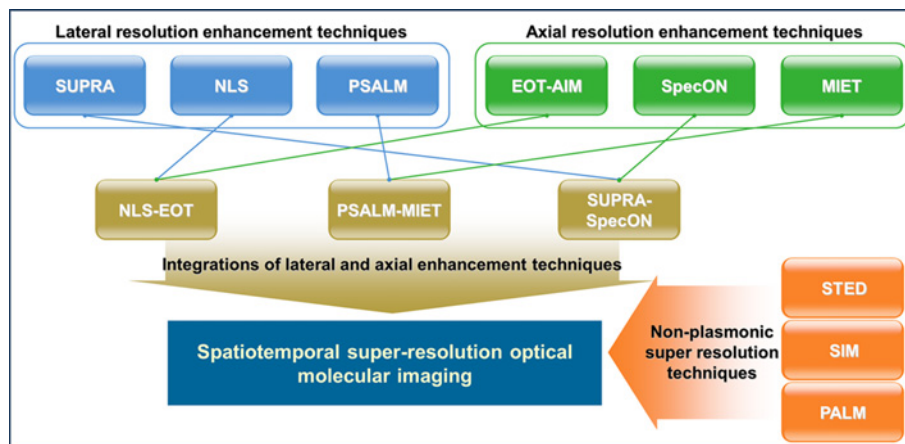 Lateral resolution enhancement techniques
Axial resolution enhancement techniques
SUPRA
NLS
PSALM
EOT-AIM
SpecON
MIET
NLS-EOT
PSALM-MIET
SUPRA-
SpecON
Integrations of lateral and axial enhancement techniques
Spatiotemporal super-resolution optical
molecular imaging
Non-plasmonic
super resolution
techniques
STED
SIM
PALM